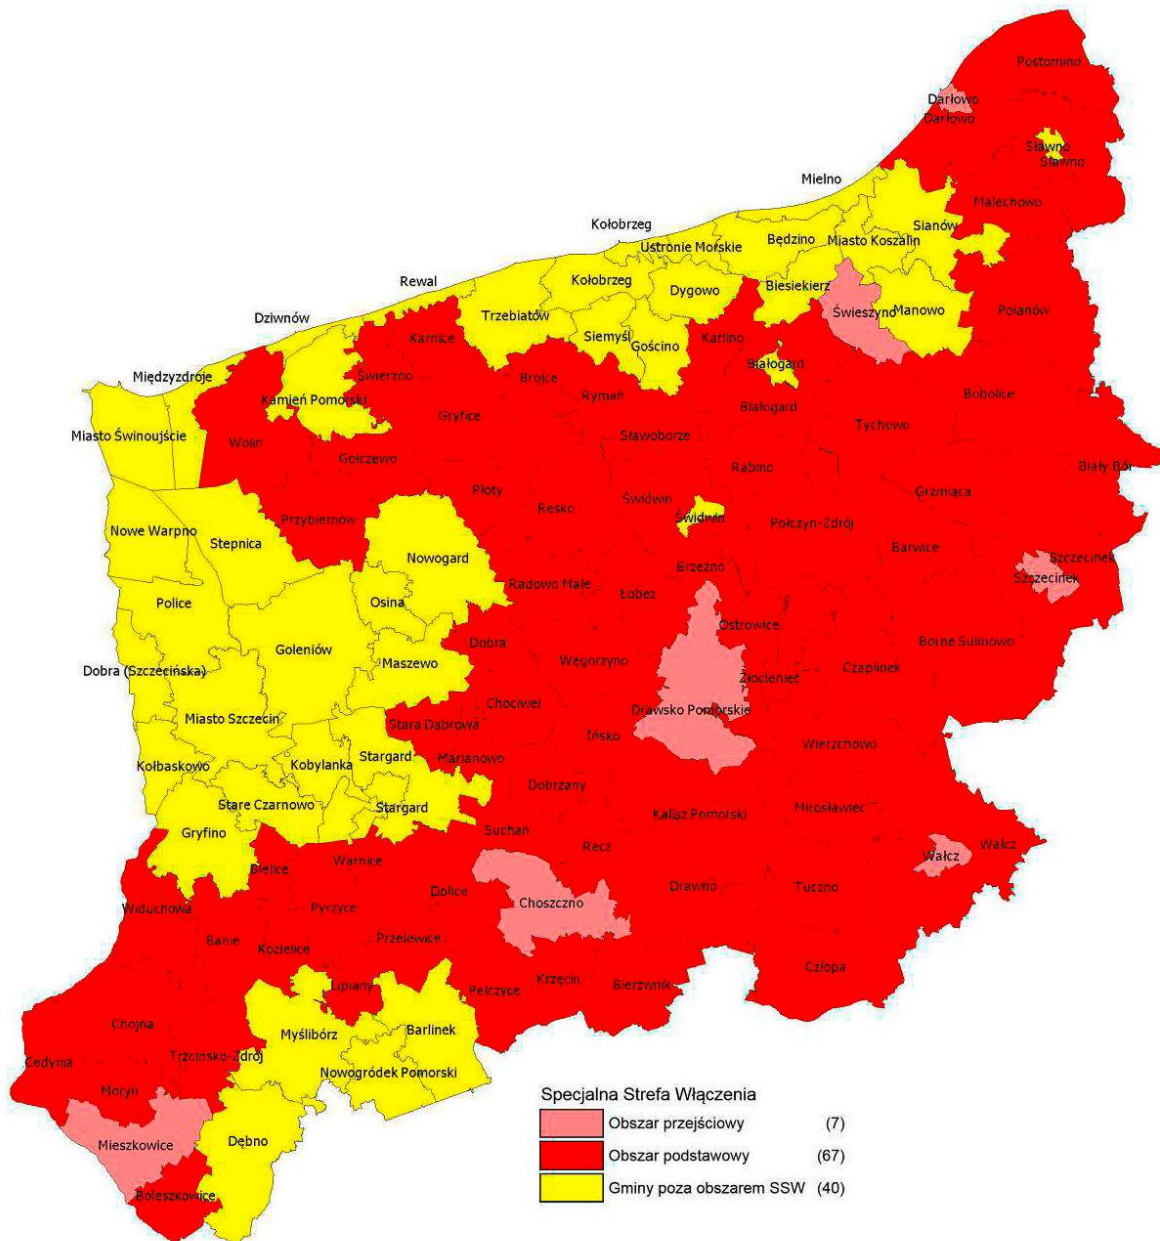 Postomino
Darłowo
Darłowo
Sławno
Sławno
Mielno
Malechowo
Kołobrzeg
Sianów
Ustronie Morskie
Będzino
Miasto Koszalin
Rewal
Kołobrzeg
Dygowo
Biesiekierz
Dziwnów
Trzebiatów
Świeszyno
Manowo
Polanów
Karnice
Siemyśl
Gościno
Karlino
Międzyzdroje
Świerzno
Brojce
Białogard
Kamień Pomorski
Rymań
Białogard
Bobolice
Gryfice
Tychowo
Miasto Świnoujście
Wolin
Sławoborze
Gołczewo
Rabino
Biały Bór
Płoty
Świdwin
Grzmiąca
Resko
Przybiernów
Świdwin
Połczyn-Zdrój
Nowe Warpno
Stepnica
Barwice
Nowogard
Szczecinek
Brzeżno
Szczecinek
Radowo Małe
Łobez
Police
Osina
Ostrowice
Dobra
Borne Sulinowo
Goleniów
Maszewo
Węgorzyno
Czaplinek
Dobra (Szczecińska)
Złocieniec
Chociwel
Drawsko Pomorskie
Miasto Szczecin
Stara Dąbrowa
Ińsko
Wierzchowo
Stargard
Marianowo
Kołbaskowo
Kobylanka
Dobrzany
Stare Czarnowo
Stargard
Kalisz Pomorski
Mirosławiec
Gryfino
Suchań
Recz
Wałcz
Wałcz
Warnice
Bielice
Drawno
Tuczno
Dolice
Choszczno
Widuchowa
Pyrzyce
Banie
Kozielice
Przelewice
Człopa
Lipiany
Pełczyce
Krzęcin
Bierzwnik
Chojna
Myślibórz
Barlinek
Cedynia
Trzcińsko-Zdrój
Nowogródek Pomorski
Moryń
Mieszkowice
Dębno
Boleszkowice
Specjalna Strefa Włączenia
Obszar przejściowy (7)
Obszar podstawowy (67)
Gminy poza obszarem SSW (40)